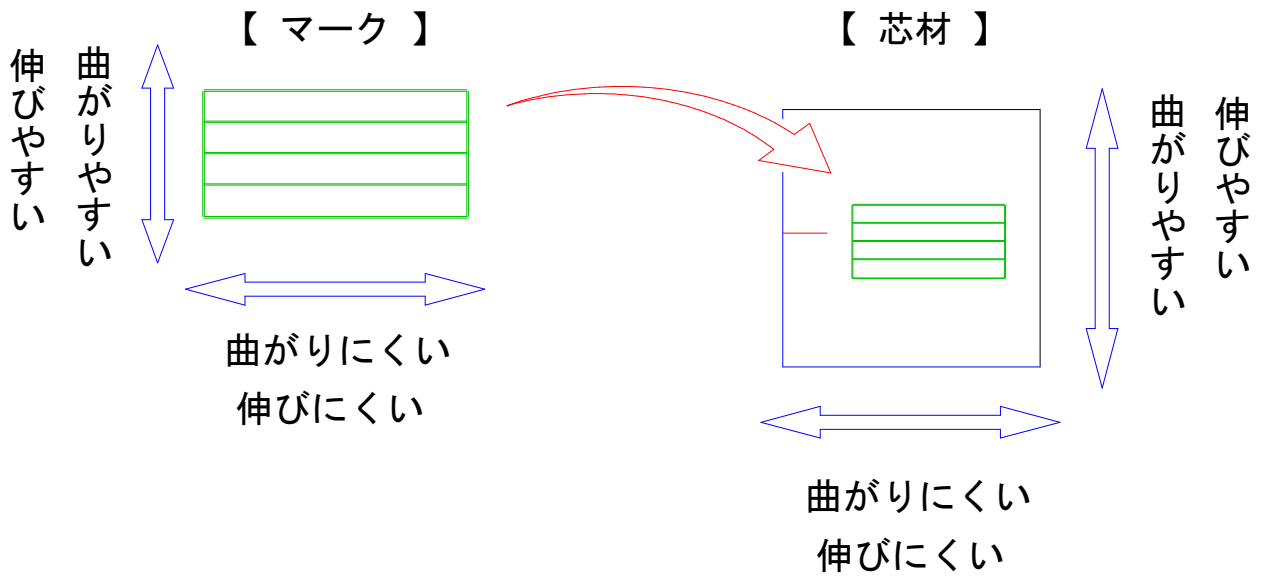 【 マーク 】
曲がりやすい
伸びやすい
曲がりにくい
伸びにくい
【 芯材 】
伸びやすい
曲がりやすい
曲がりにくい
伸びにくい